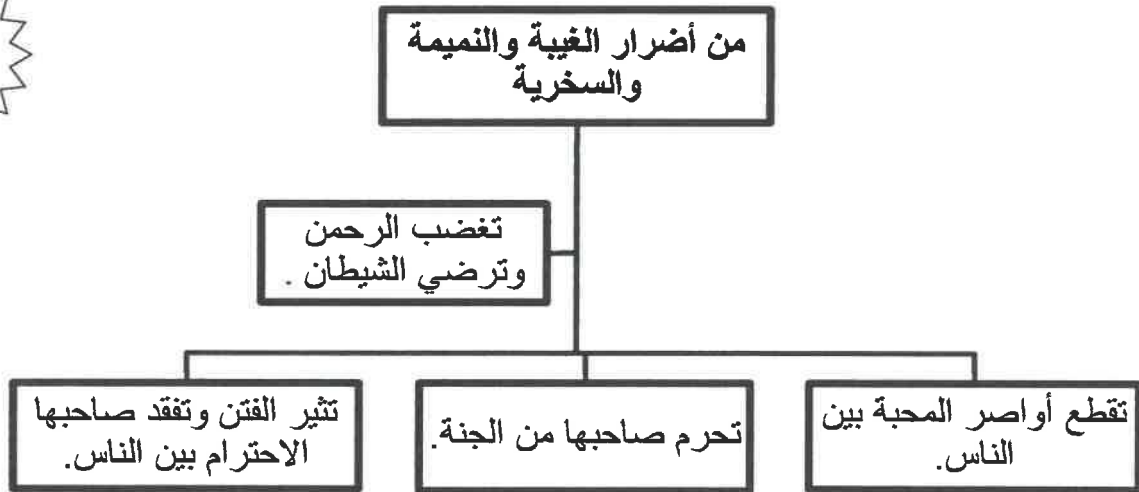 من أضرار الغيبة والنميمة
والسخرية
تغضب الرحمن
وترضي الشيطان .
تقطع أواصر المحبة بين
الناس.
تحرم صاحبها من الجنة.
تثير الفتن وتفقد صاحبها
الاحترام بين الناس.